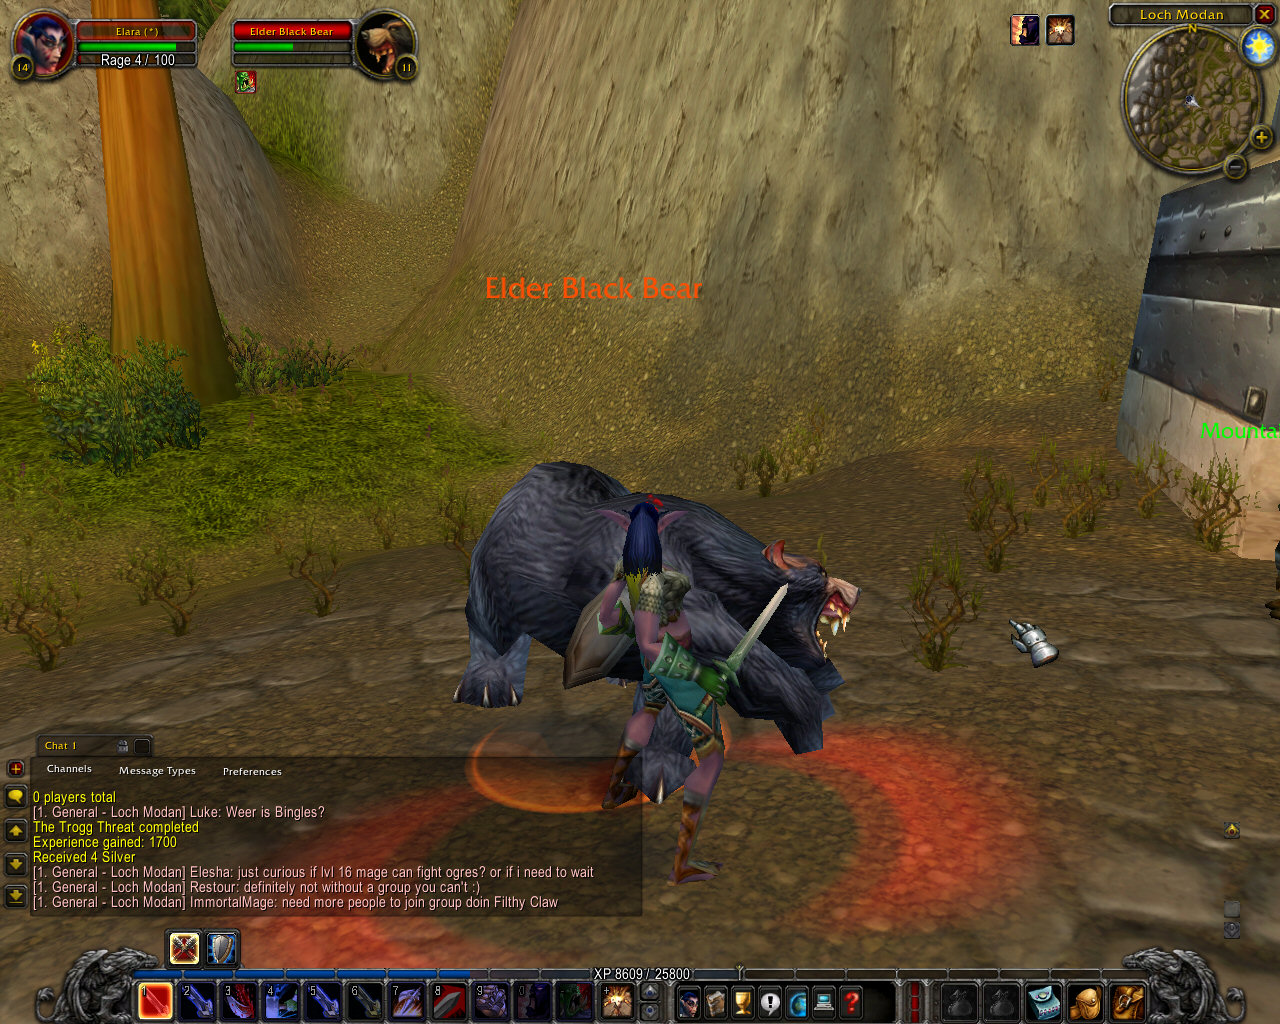 Elara (*)
Rage 4 / 100
14
Elder Black Bear
11
Loch Modan
N
Elder Black Bear
Mounta
Chat 1
Channels
Message Types
Preferences
0 players total
[1. General - Loch Modan] Luke: Weer is Bingles?
The Trogg Threat completed
Experience gained: 1700
Received 4 Silver
[1. General - Loch Modan] Elesha: just curious if lvl 16 mage can fight ogres? or if i need to wait
[1. General - Loch Modan] Restour: definitely not without a group you can't :)
[1. General - Loch Modan] ImmortalMage: need more people to join group doin Filthy Claw
XP 8609 / 25800
1 2 3 4 5 6 7 8 9 0 - +